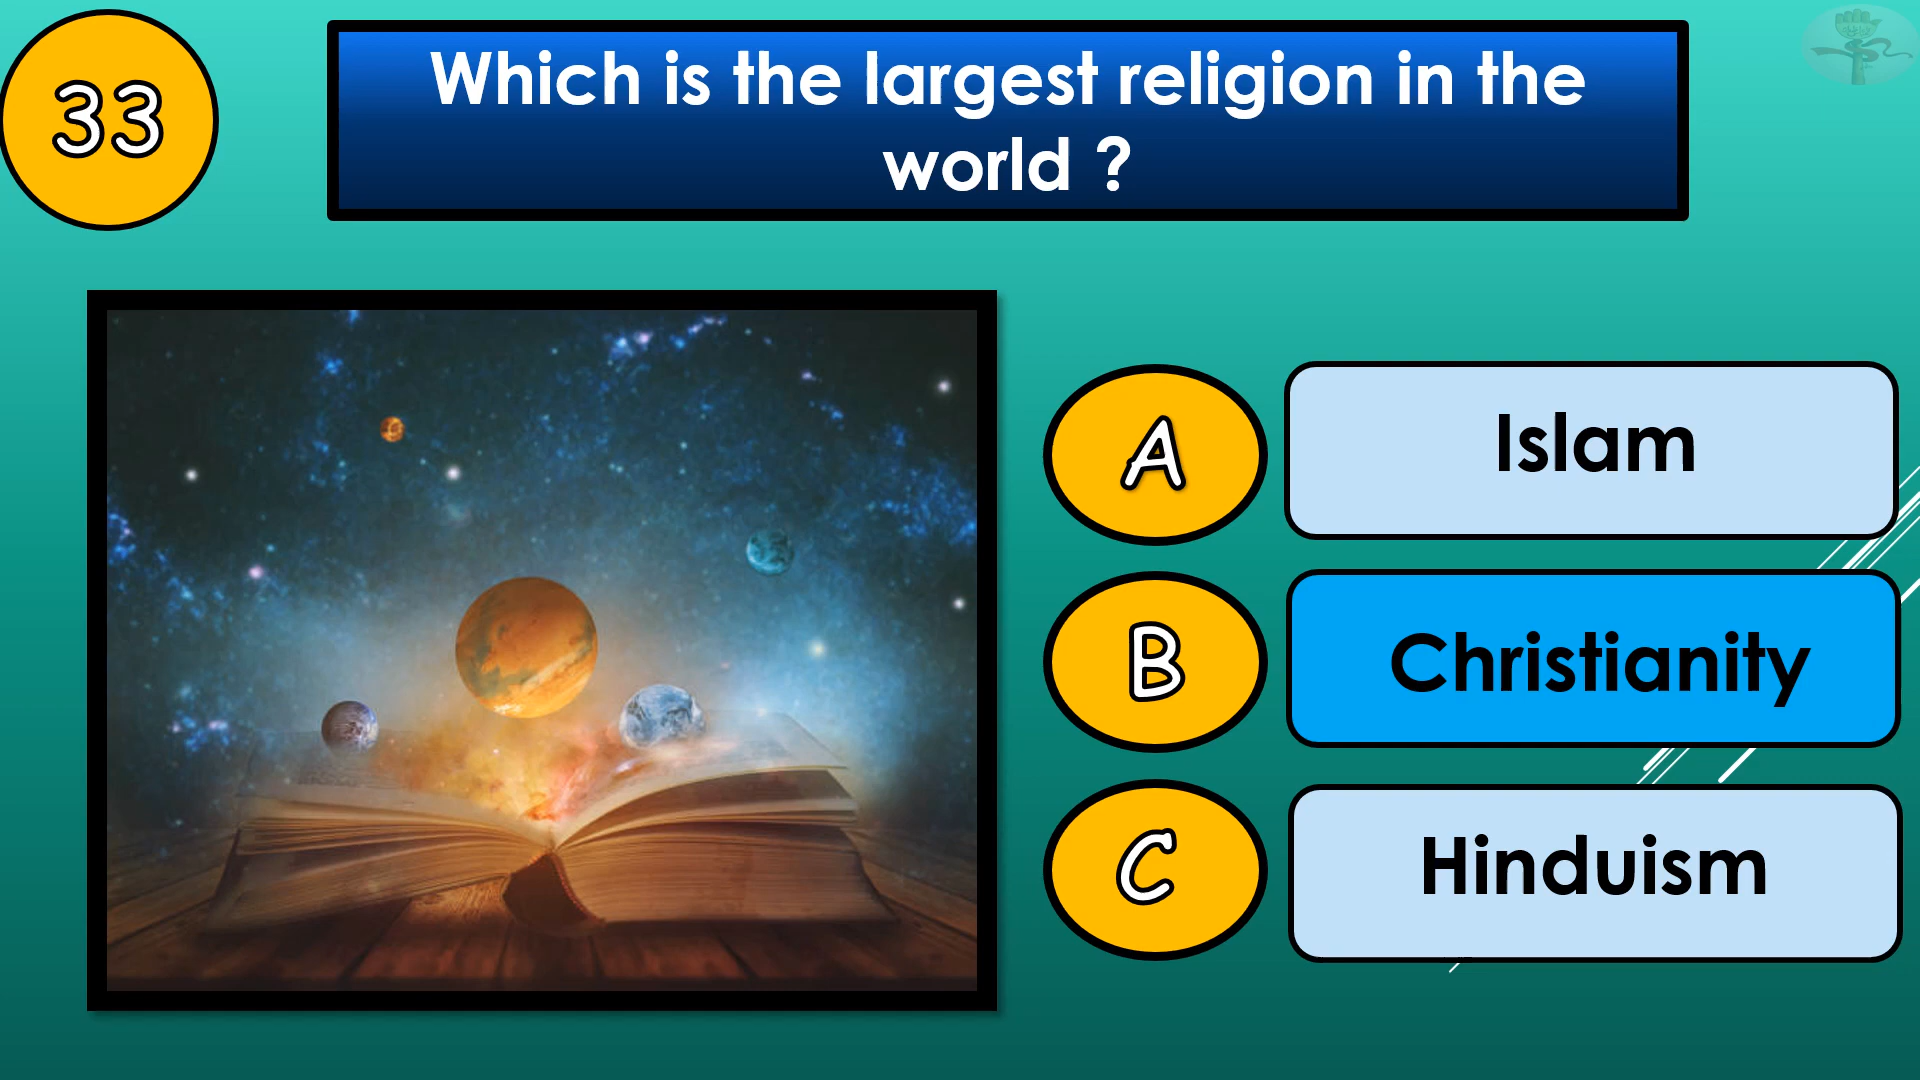 33
Which is the largest religion in the
world ?
A
Islam
B
Christianity
C
Hinduism